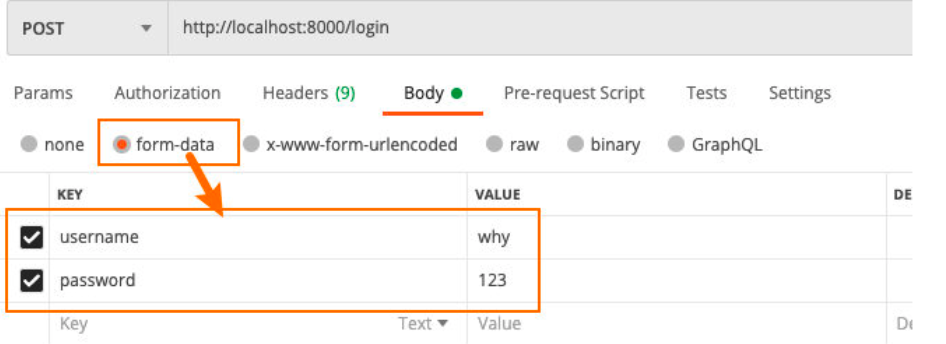 POST http://localhost:8000/login
Params Authorization Headers (9) Body Pre-request Script Tests Settings
none form-data x-www-form-urlencoded raw binary GraphQL
KEY VALUE DE
username why
password 123
Key Text Value De